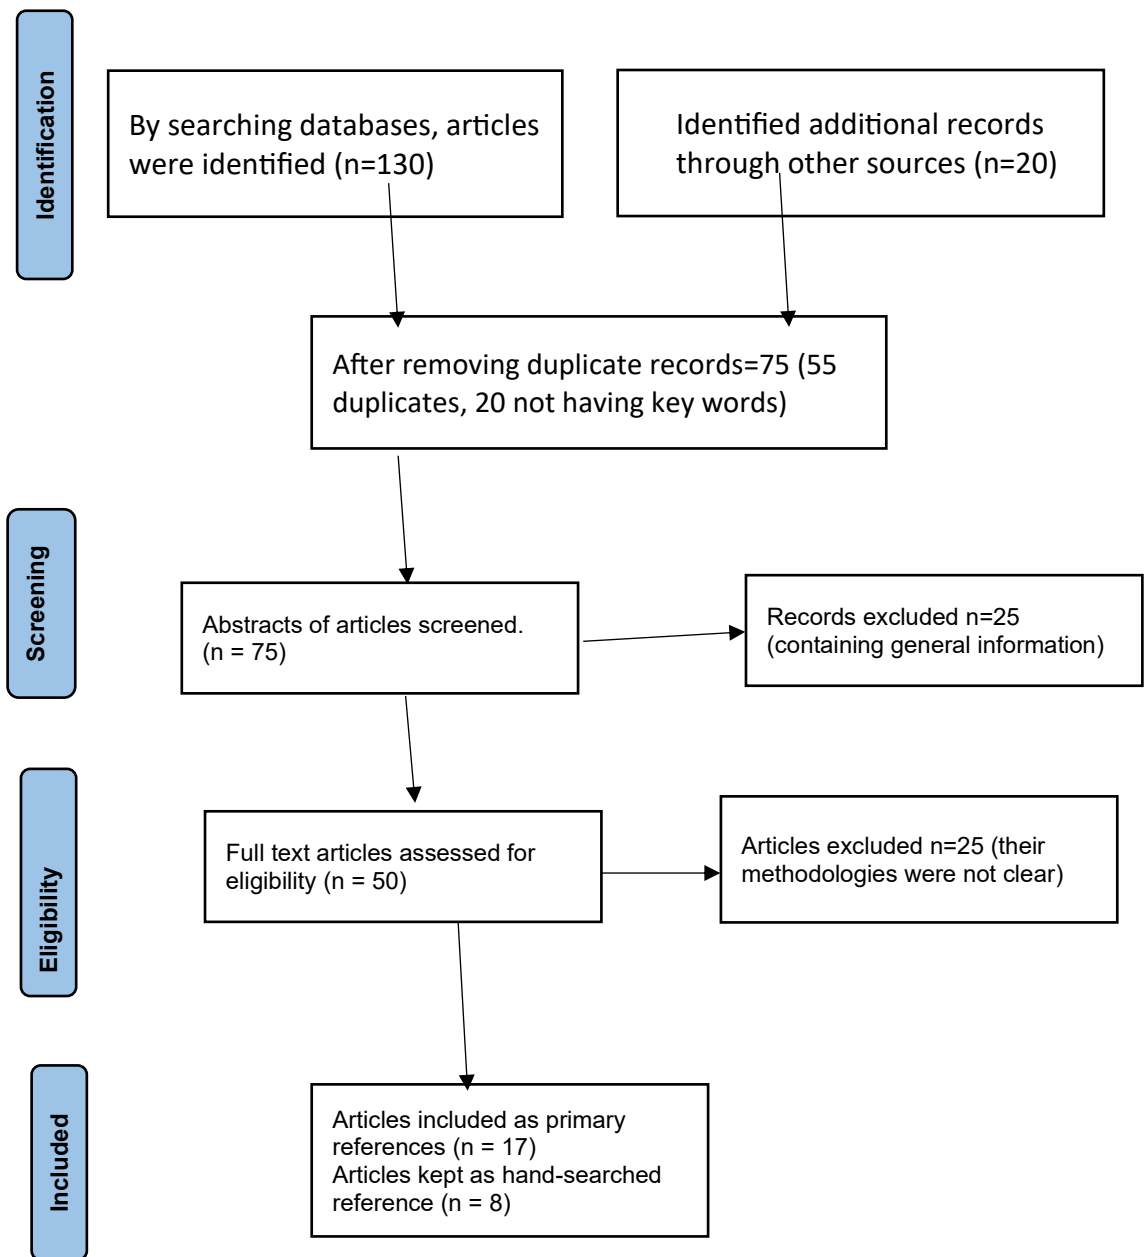 Identification
By searching databases, articles
were identified (n=130)
Identified additional records
through other sources (n=20)
After removing duplicate records=75 (55
duplicates, 20 not having key words)
Screening
Abstracts of articles screened.
(n = 75)
Records excluded n=25
(containing general information)
Eligibility
Full text articles assessed for
eligibility (n = 50)
Articles excluded n=25 (their
methodologies were not clear)
Included
Articles included as primary
references (n = 17)
Articles kept as hand-searched
reference (n = 8)